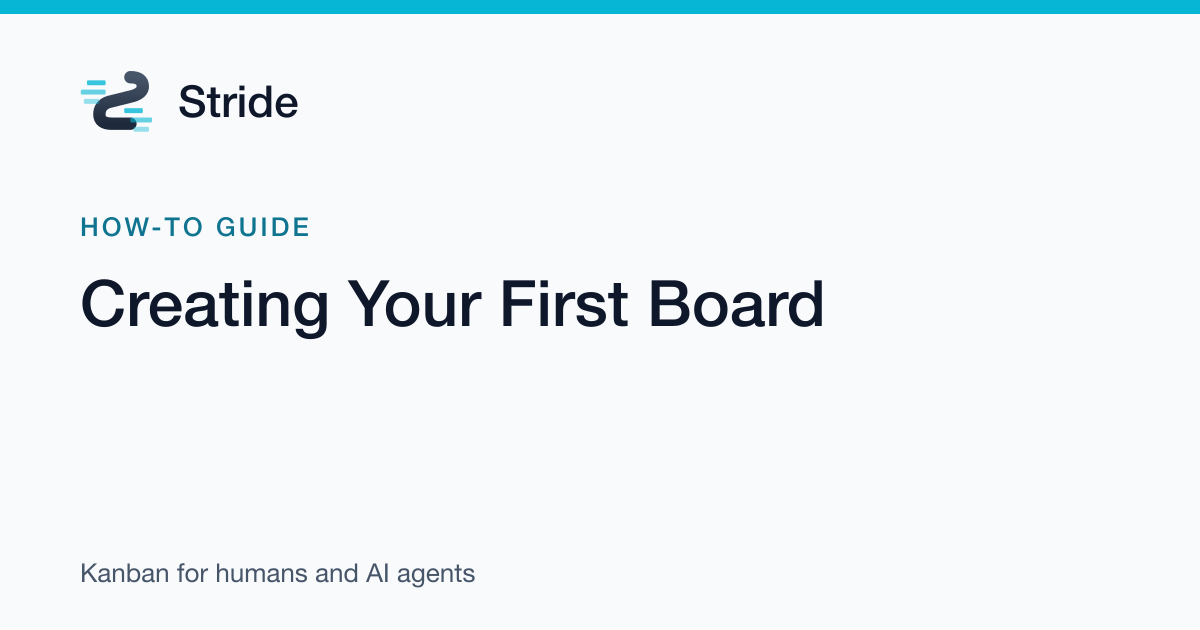 Stride
HOW-TO GUIDE
Creating Your First Board
Kanban for humans and AI agents